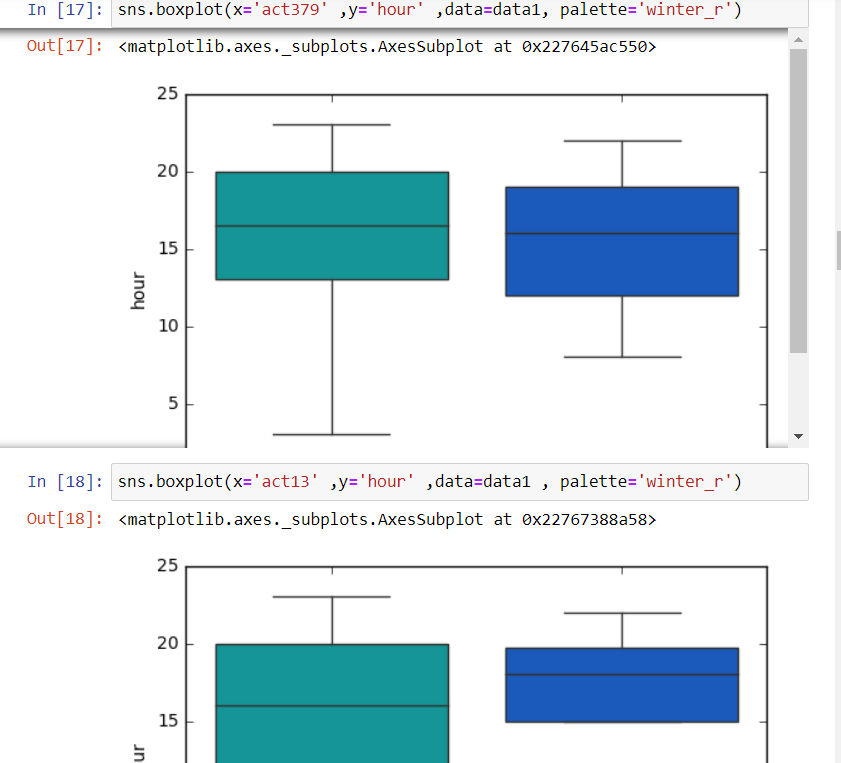 In [17]: sns.boxplot(x='act379' ,y='hour' ,data=data1, palette='winter_r')
Out[17]: <matplotlib.axes._subplots.AxesSubplot at 0x227645ac550>
25
20
15
hour
10
5
In [18]: sns.boxplot(x='act13' ,y='hour' ,data=data1 , palette='winter_r')
Out[18]: <matplotlib.axes._subplots.AxesSubplot at 0x22767388a58>
25
20
15
ur